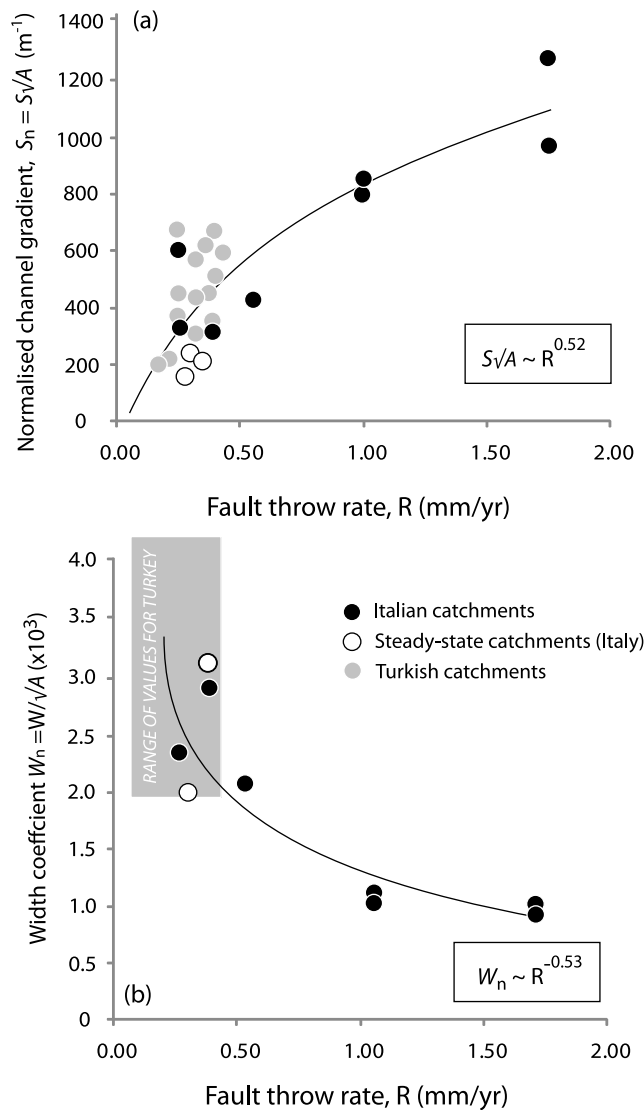 (a)
Normalised channel gradient, Sn = S√A (m-1)
1400
1200
1000
800
600
400
200
0
S√A ~ R0.52
0.00 0.50 1.00 1.50 2.00
Fault throw rate, R (mm/yr)
Width coeffcient Wn =W/√A (x103)
4.0
3.5
3.0
2.5
2.0
1.5
1.0
0.5
0
RANGE OF VALUES FOR TURKEY
Italian catchments
Steady-state catchments (Italy)
Turkish catchments
(b)
Wn ~ R-0.53
0.00 0.50 1.00 1.50 2.00
Fault throw rate, R (mm/yr)